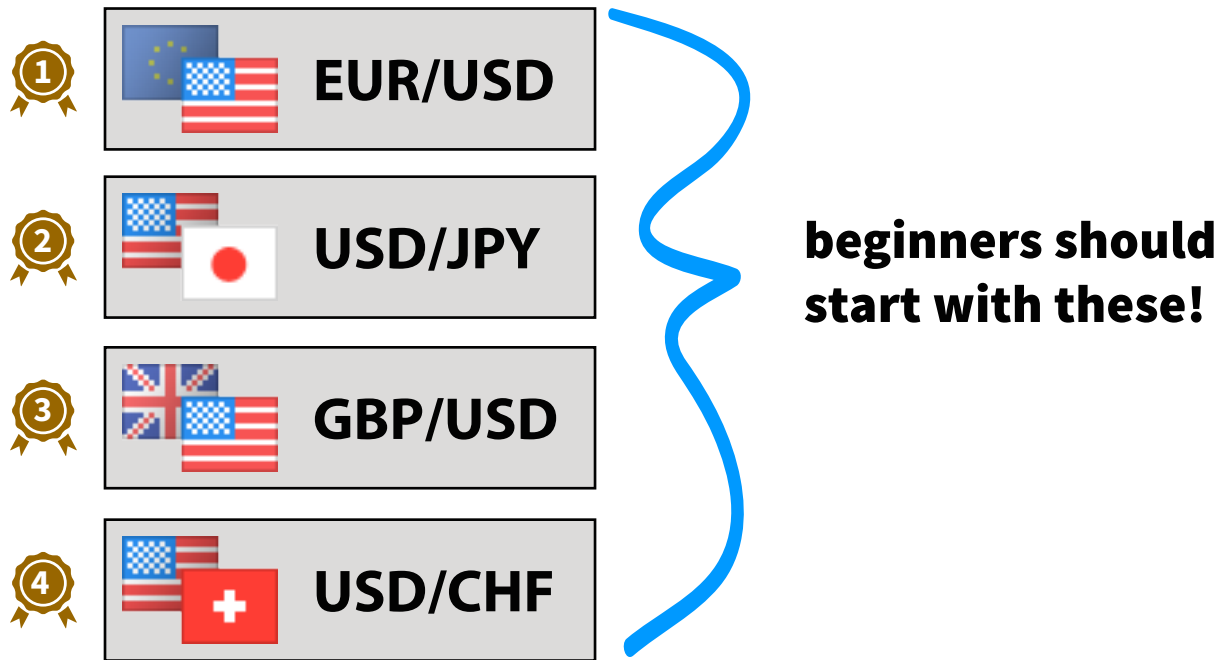 1
EUR/USD
2
USD/JPY
beginners should
start with these!
3
GBP/USD
4
USD/CHF